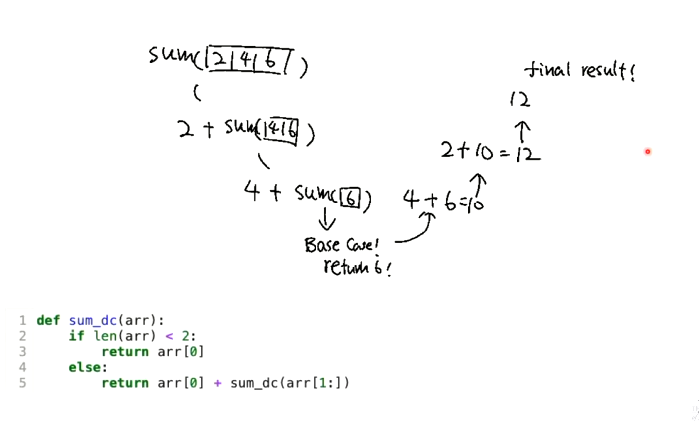 sum([2|4|6])
2 + sum([4|6])
4 + sum([6])
Base Case!
return 6!
4 + 6 = 10
2 + 10 = 12
12
final result!
1 def sum_dc(arr):
2     if len(arr) < 2:
3         return arr[0]
4     else:
5         return arr[0] + sum_dc(arr[1:])